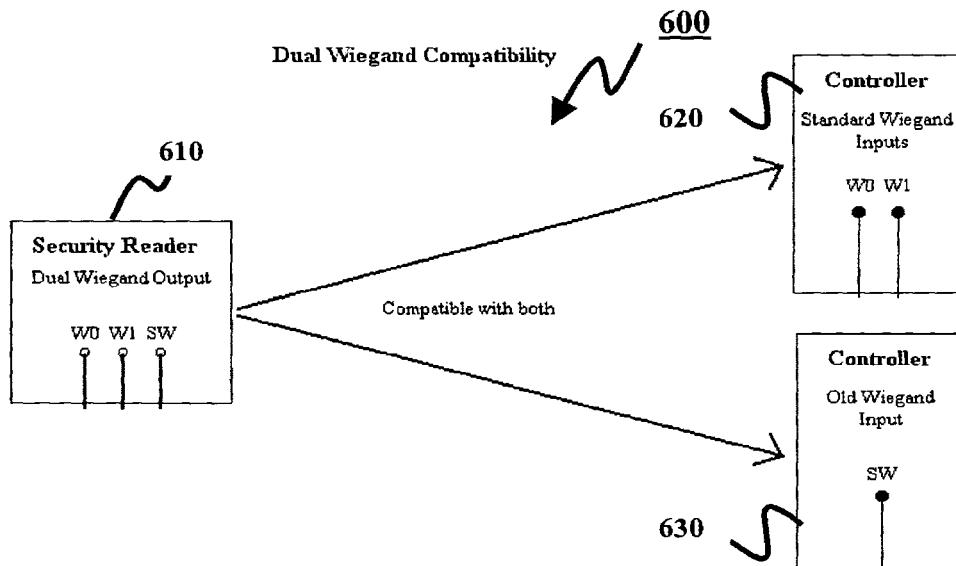 600
Dual Wiegand Compatibility
610
Security Reader
Dual Wiegand Output
W0 W1 SW
Compatible with both
620
Controller
Standard Wiegand
Inputs
W0 W1
Controller
Old Wiegand
Input
SW
630